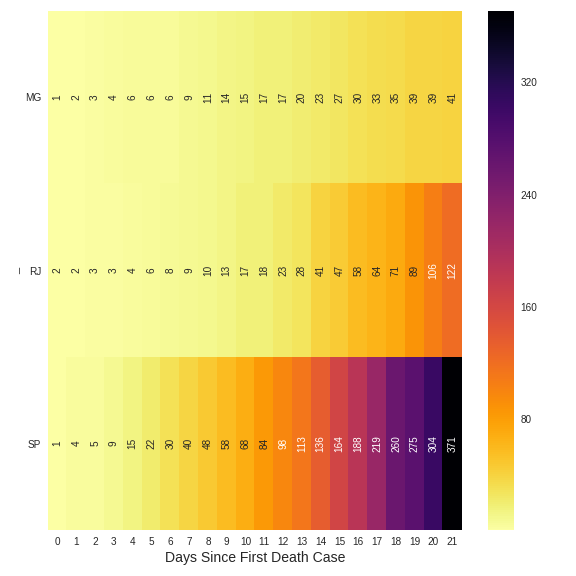 MG 1 2 3 4 6 6 6 9 11 14 15 17 17 20 23 27 30 33 35 39 39 41
RJ 2 2 3 3 4 6 8 9 10 13 17 18 23 28 41 47 58 64 71 89 106 122
SP 1 4 5 9 15 22 30 40 48 58 68 84 98 113 136 164 188 219 260 275 304 371
0 1 2 3 4 5 6 7 8 9 10 11 12 13 14 15 16 17 18 19 20 21
Days Since First Death Case
320
240
160
80